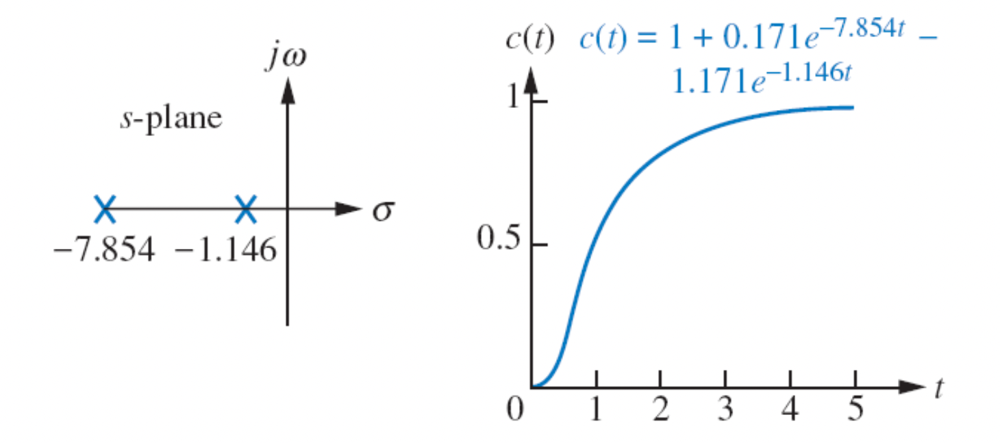 jω
s-plane
σ
−7.854 −1.146
c(t) c(t) = 1 + 0.171e^−7.854t −
1.171e^−1.146t
1
0.5
0 1 2 3 4 5 t